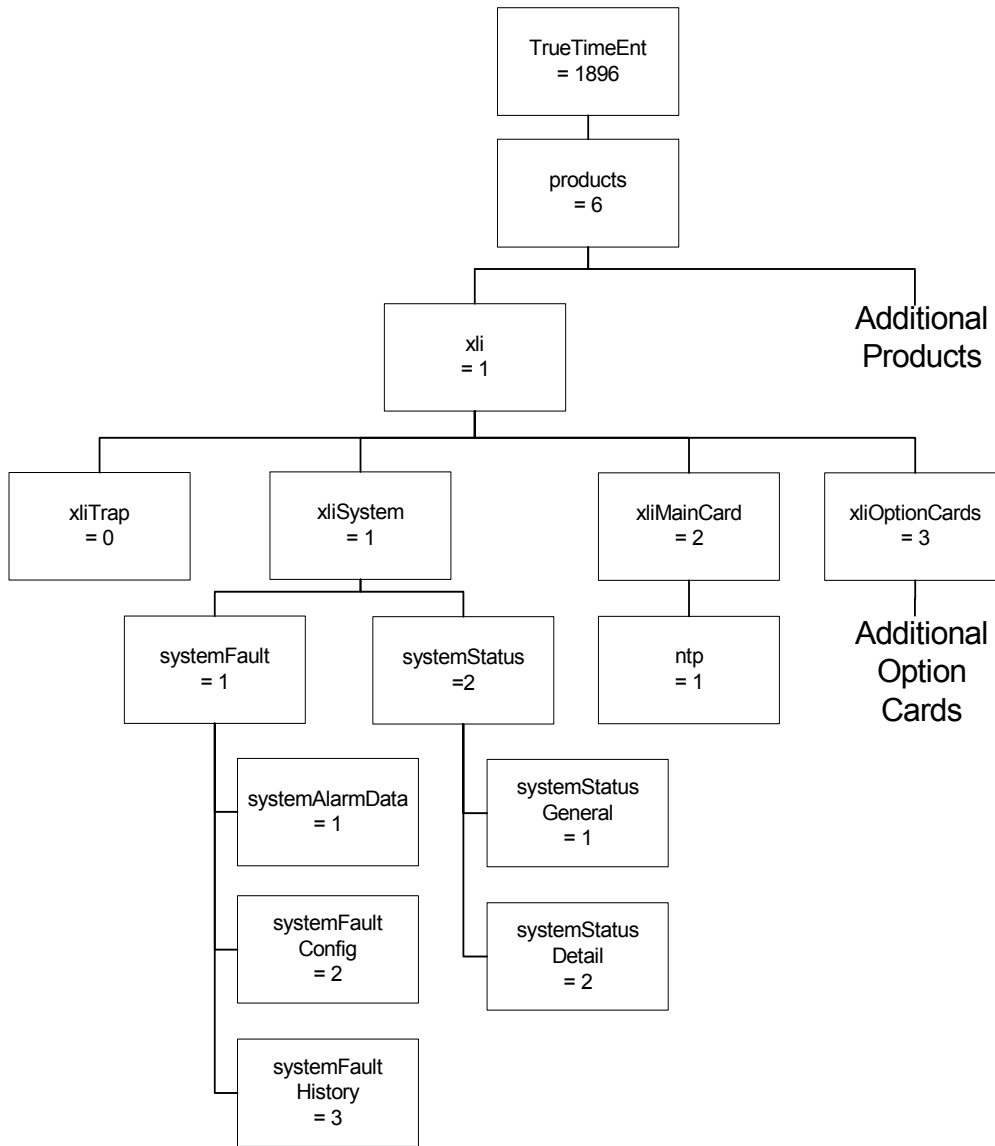 TrueTimeEnt
= 1896
products
= 6
xli
= 1
Additional
Products
xliTrap
= 0
xliSystem
= 1
xliMainCard
= 2
xliOptionCards
= 3
systemFault
= 1
systemStatus
=2
ntp
= 1
Additional
Option
Cards
systemAlarmData
= 1
systemStatus
General
= 1
systemFault
Config
= 2
systemStatus
Detail
= 2
systemFault
History
= 3